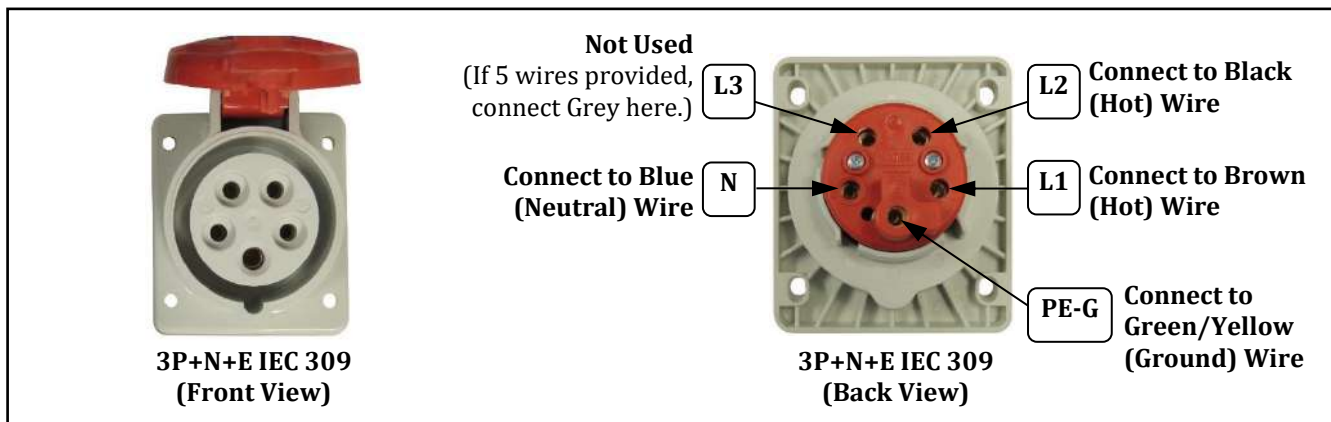 Not Used
(If 5 wires provided,
connect Grey here.)
L3
L2
Connect to Black
(Hot) Wire
Connect to Blue
(Neutral) Wire
N
L1
Connect to Brown
(Hot) Wire
PE-G
Connect to
Green/Yellow
(Ground) Wire
3P+N+E IEC 309
(Front View)
3P+N+E IEC 309
(Back View)